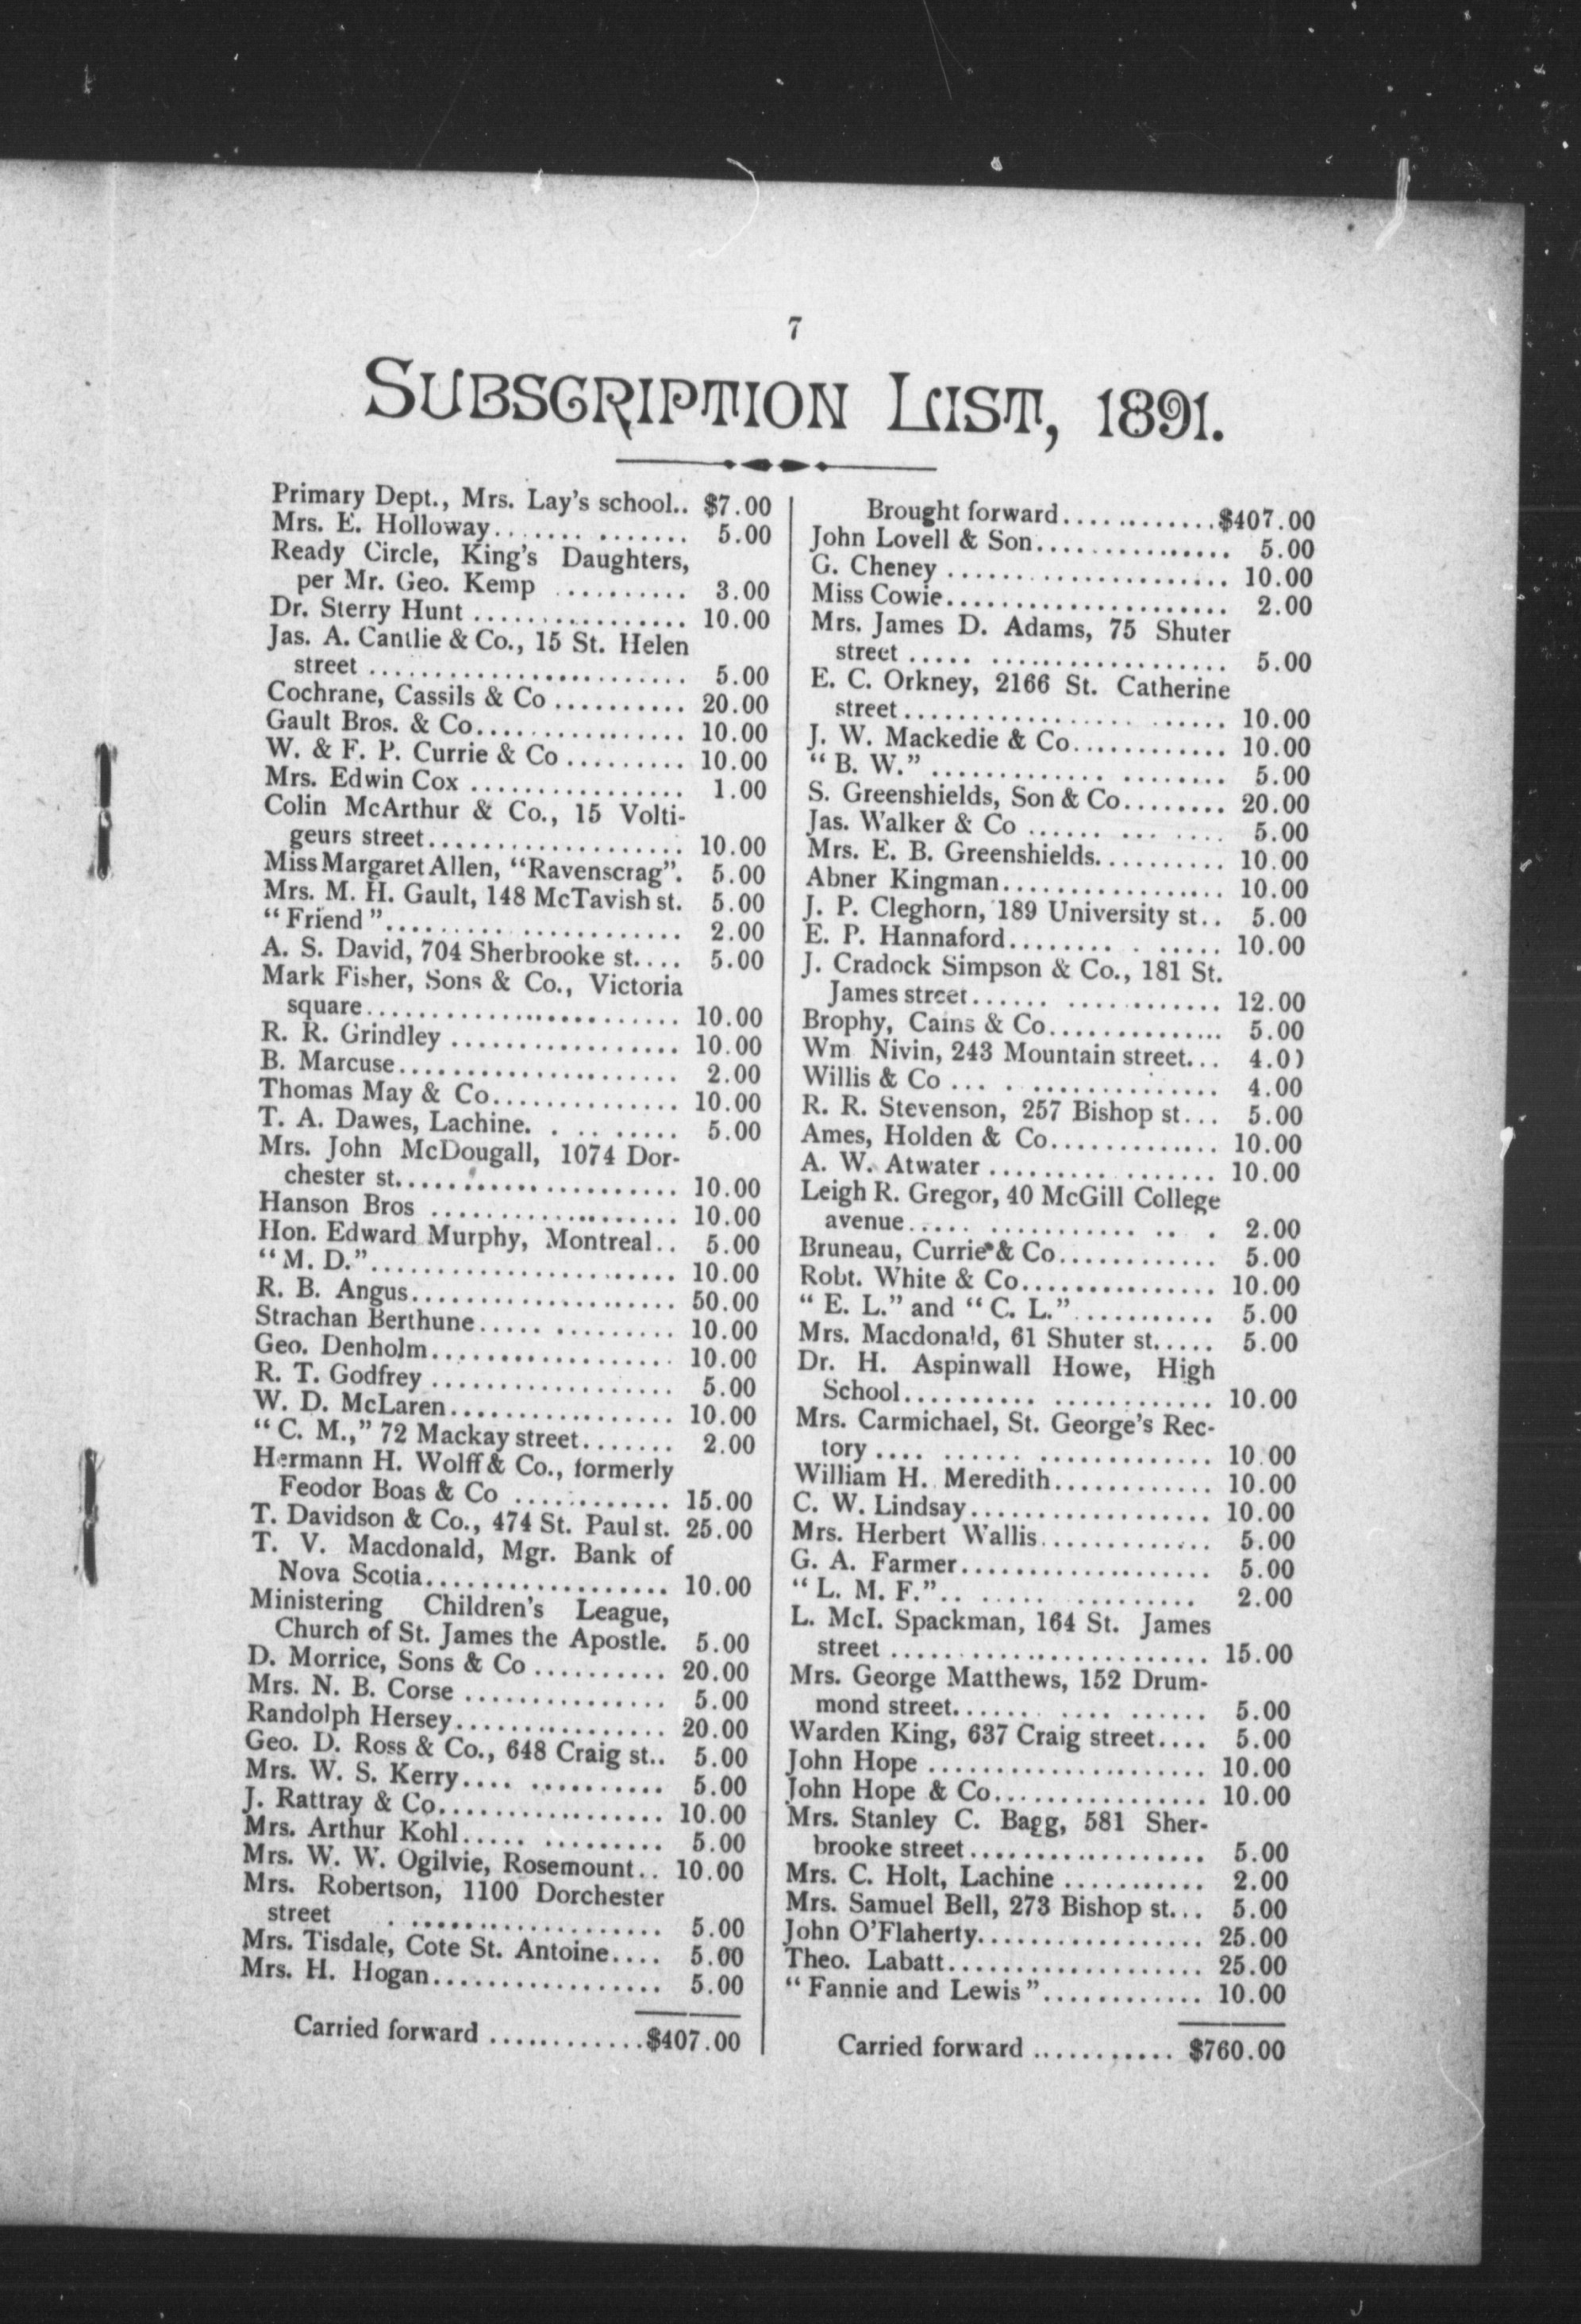 7
SUBSCRIPTION LIST, 1891.
Primary Dept., Mrs. Lay's school.. $7.00
Mrs. E. Holloway....... ....... 5.00
Ready Circle, King's Daughters,
per Mr. Geo. Kemp .......... 3.00
Dr. Sterry Hunt ................ 10.00
Jas. A. Cantlie & Co., 15 St. Helen
street ........................ 5.00
Cochrane, Cassils & Co .......... 20.00
Gault Bros. & Co................ 10.00
W. & F. P. Currie & Co ......... 10.00
Mrs. Edwin Cox ................ 1.00
Colin McArthur & Co., 15 Volti-
geurs street................... 10.00
Miss Margaret Allen, "Ravenscrag". 5.00
Mrs. M. H. Gault, 148 McTavish st. 5.00
"Friend"...................... 2.00
A. S. David, 704 Sherbrooke st.... 5.00
Mark Fisher, Sons & Co., Victoria
square........................ 10.00
R. R. Grindley ................. 10.00
B. Marcuse..................... 2.00
Thomas May & Co.............. 10.00
T. A. Dawes, Lachine. . .. ..... 5.00
Mrs. John McDougall, 1074 Dor-
chester st..................... 10.00
Hanson Bros ................... 10.00
Hon. Edward Murphy, Montreal.. 5.00
"M. D."....................... 10.00
R. B. Angus.................... 50.00
Strachan Berthune..... ......... 10.00
Geo. Denholm.................. 10.00
R. T. Godfrey .................. 5.00
W. D. McLaren................. 10.00
"C. M.," 72 Mackay street....... 2.00
Hermann H. Wolff & Co., formerly
Feodor Boas & Co ............ 15.00
T. Davidson & Co., 474 St. Paul st. 25.00
T. V. Macdonald, Mgr. Bank of
Nova Scotia.................. 10.00
Ministering Children's League,
Church of St. James the Apostle. 5.00
D. Morrice, Sons & Co .......... 20.00
Mrs. N. B. Corse ............... 5.00
Randolph Hersey................ 20.00
Geo. D. Ross & Co., 648 Craig st.. 5.00
Mrs. W. S. Kerry.... .......... 5.00
J. Rattray & Co................. 10.00
Mrs. Arthur Kohl..... ......... 5.00
Mrs. W. W. Ogilvie, Rosemount.. 10.00
Mrs. Robertson, 1100 Dorchester
street ................... 5.00
Mrs. Tisdale, Cote St. Antoine.... 5.00
Mrs. H. Hogan................. 5.00
Carried forward ............$407.00
Brought forward............$407.00
John Lovell & Son............... 5.00
G. Cheney ..................... 10.00
Miss Cowie..................... 2.00
Mrs. James D. Adams, 75 Shuter
street ..... .................. 5.00
E. C. Orkney, 2166 St. Catherine
street.................. ...... 10.00
J. W. Mackedie & Co............ 10.00
"B. W." ............. ........ 5.00
S. Greenshields, Son & Co........ 20.00
Jas. Walker & Co ...... ... .... 5.00
Mrs. E. B. Greenshields.......... 10.00
Abner Kingman................. 10.00
J. P. Cleghorn, 189 University st.. 5.00
E. P. Hannaford........ . ..... 10.00
J. Cradock Simpson & Co., 181 St.
James street...... ............ 12.00
Brophy, Cains & Co.............. 5.00
Wm Nivin, 243 Mountain street... 4.0)
Willis & Co ... . .............. 4.00
R. R. Stevenson, 257 Bishop st... 5.00
Ames, Holden & Co............. 10.00
A. W. Atwater ......... ....... 10.00
Leigh R. Gregor, 40 McGill College
avenue..... ........... .. . 2.00
Bruneau, Currie & Co............ 5.00
Robt. White & Co............... 10.00
"E. L." and "C. L." ........... 5.00
Mrs. Macdonald, 61 Shuter st..... 5.00
Dr. H. Aspinwall Howe, High
School.......... ............ 10.00
Mrs. Carmichael, St. George's Rec-
tory .... ...... ............. 10.00
William H. Meredith............ 10.00
C. W. Lindsay.................. 10.00
Mrs. Herbert Wallis............. 5.00
G. A. Farmer................... 5.00
"L. M. F.".. ..... .......... 2.00
L. McI. Spackman, 164 St. James
street ........................ 15.00
Mrs. George Matthews, 152 Drum-
mond street....... .... ...... 5.00
Warden King, 637 Craig street.... 5.00
John Hope ..................... 10.00
John Hope & Co................ 10.00
Mrs. Stanley C. Bagg, 581 Sher-
brooke street.................. 5.00
Mrs. C. Holt, Lachine ........... 2.00
Mrs. Samuel Bell, 273 Bishop st... 5.00
John O'Flaherty................. 25.00
Theo. Labatt................... 25.00
"Fannie and Lewis"............ 10.00
Carried forward ........... $760.00